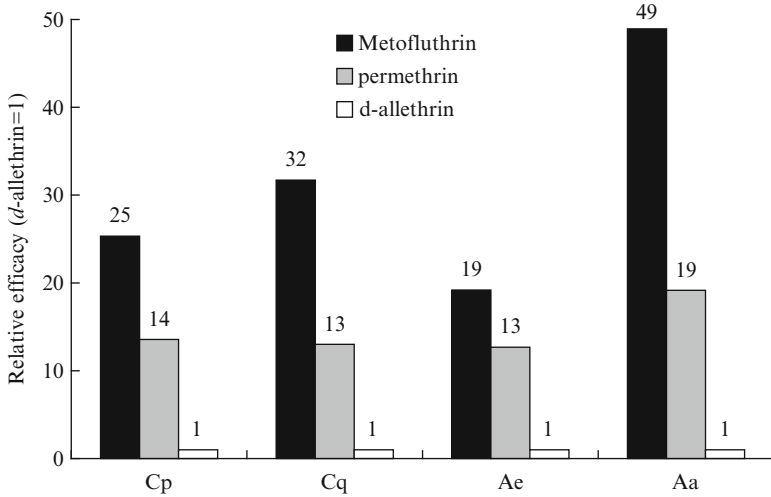 Relative efficacy (d-allethrin=1)
50
40
30
20
10
0
Metofluthrin
permethrin
d-allethrin
25
14
1
32
13
1
19
13
1
49
19
1
Cp
Cq
Ae
Aa